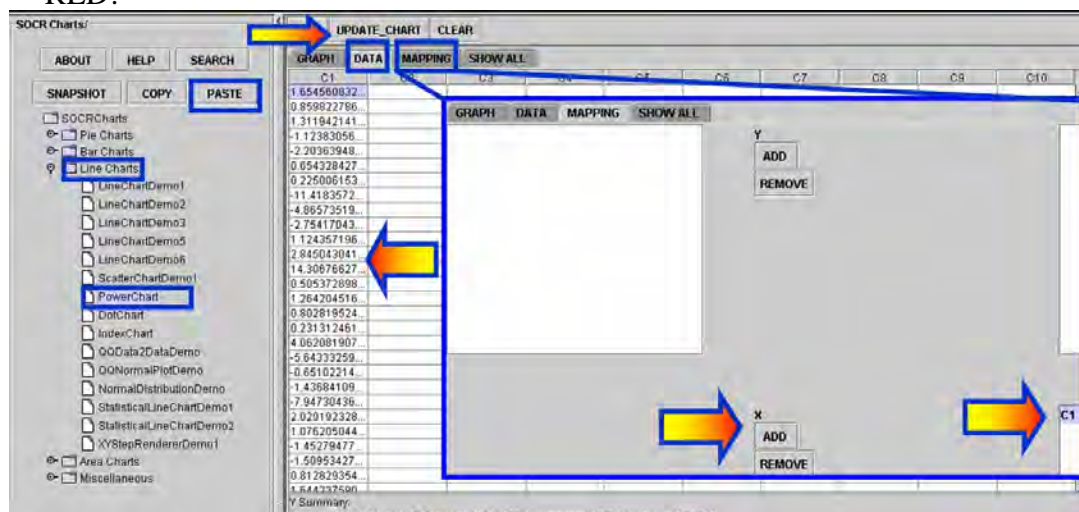 RED:
SOCR Charts/
ABOUT HELP SEARCH
SNAPSHOT COPY PASTE
SOCRCharts
Pie Charts
Bar Charts
Line Charts
LineChartDemo1
LineChartDemo2
LineChartDemo3
LineChartDemo5
LineChartDemo6
ScatterChartDemo1
PowerChart
DotChart
IndexChart
QQData2DataDemo
QQNormalPlotDemo
NormalDistributionDemo
StatisticalLineChartDemo1
StatisticalLineChartDemo2
XYStepRendererDemo1
Area Charts
Miscellaneous
UPDATE_CHART CLEAR
GRAPH DATA MAPPING SHOW ALL
C1 C2 C3 C4 C5 C6 C7 C8 C9 C10
1.654560832...
0.859822786...
1.311942141...
-1.12383056...
-2.20363948...
0.654328427...
0.225006153...
-11.4183572...
-4.86573519...
-2.75417043...
1.124357196...
2.845043041...
14.30676627...
0.505372898...
1.264204516...
0.802819524...
0.231312461...
4.062081907...
-5.64333259...
-0.65102214...
-1.43684109...
-7.94730436...
2.020192328...
1.076205044...
-1.45279477...
-1.50953427...
0.812829354...
1.644337590...
Y Summary:
GRAPH DATA MAPPING SHOW ALL
Y
ADD
REMOVE
X
ADD
REMOVE
C1